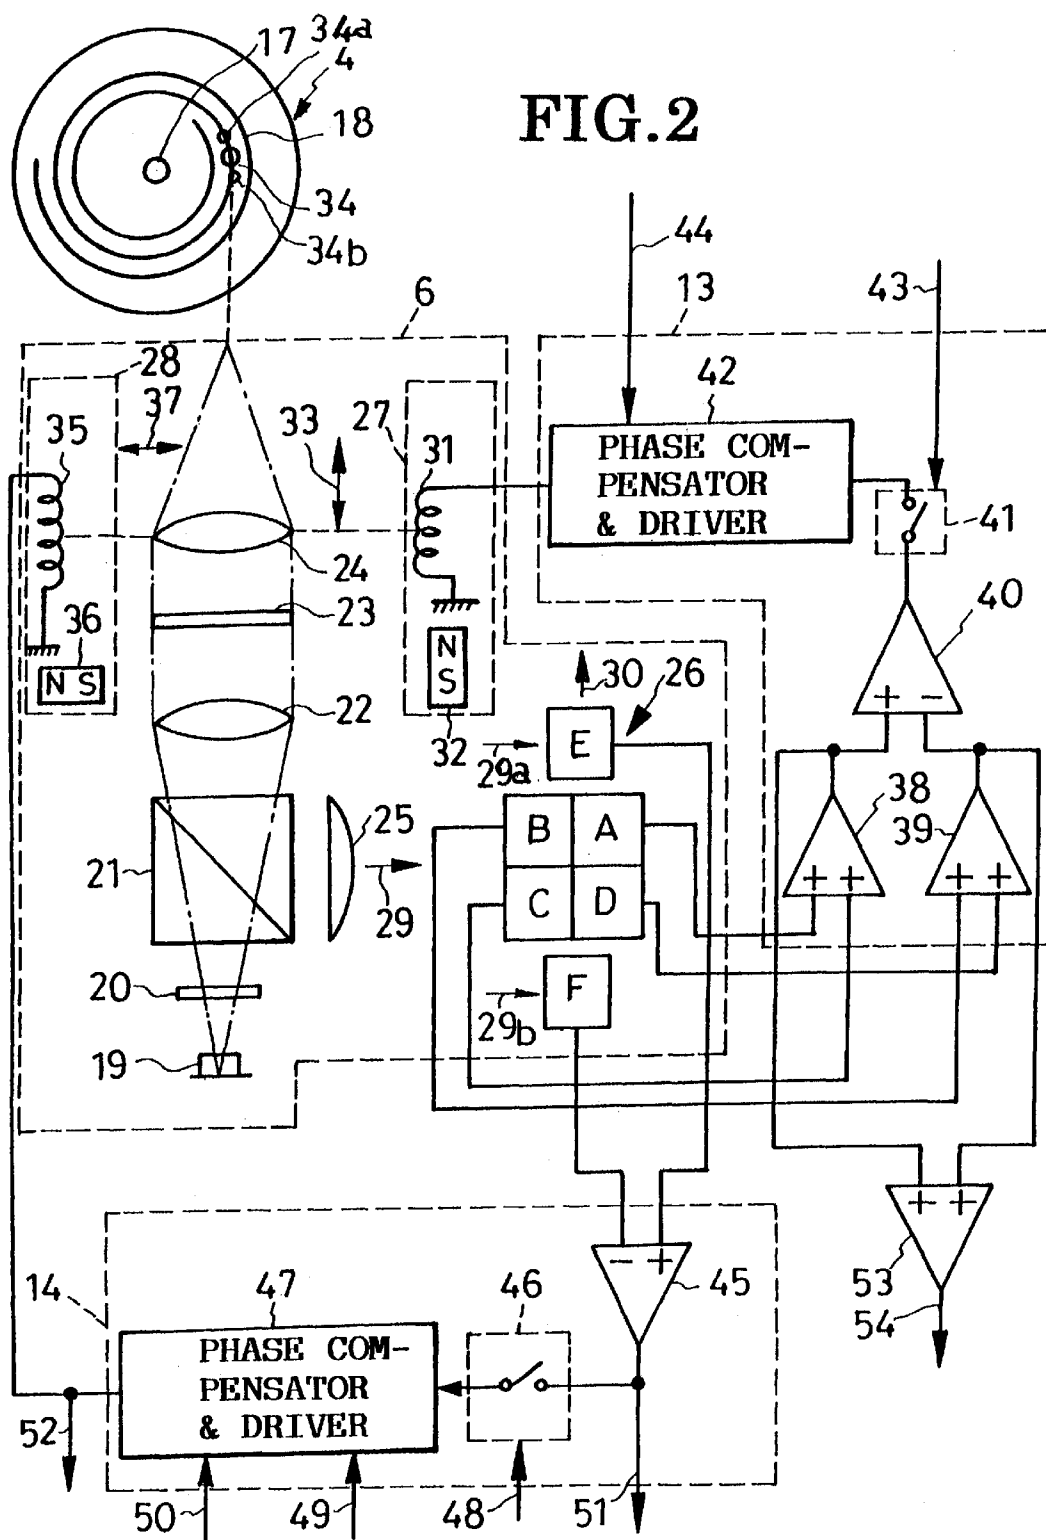 17 34a
4
FIG.2
18
34
34b
44
43
6
13
28
37
35
33
27
31
42
PHASE COM-
PENSATOR
& DRIVER
41
24
23
36
N S
N
S
40
22
32
30
26
29a
E
38
39
21
25
29
B A
C D
+ -
+ +
+ +
20
F
29b
19
14
47
46
- +
45
+ +
53
54
PHASE COM-
PENSATOR
& DRIVER
52
50
49
48
51